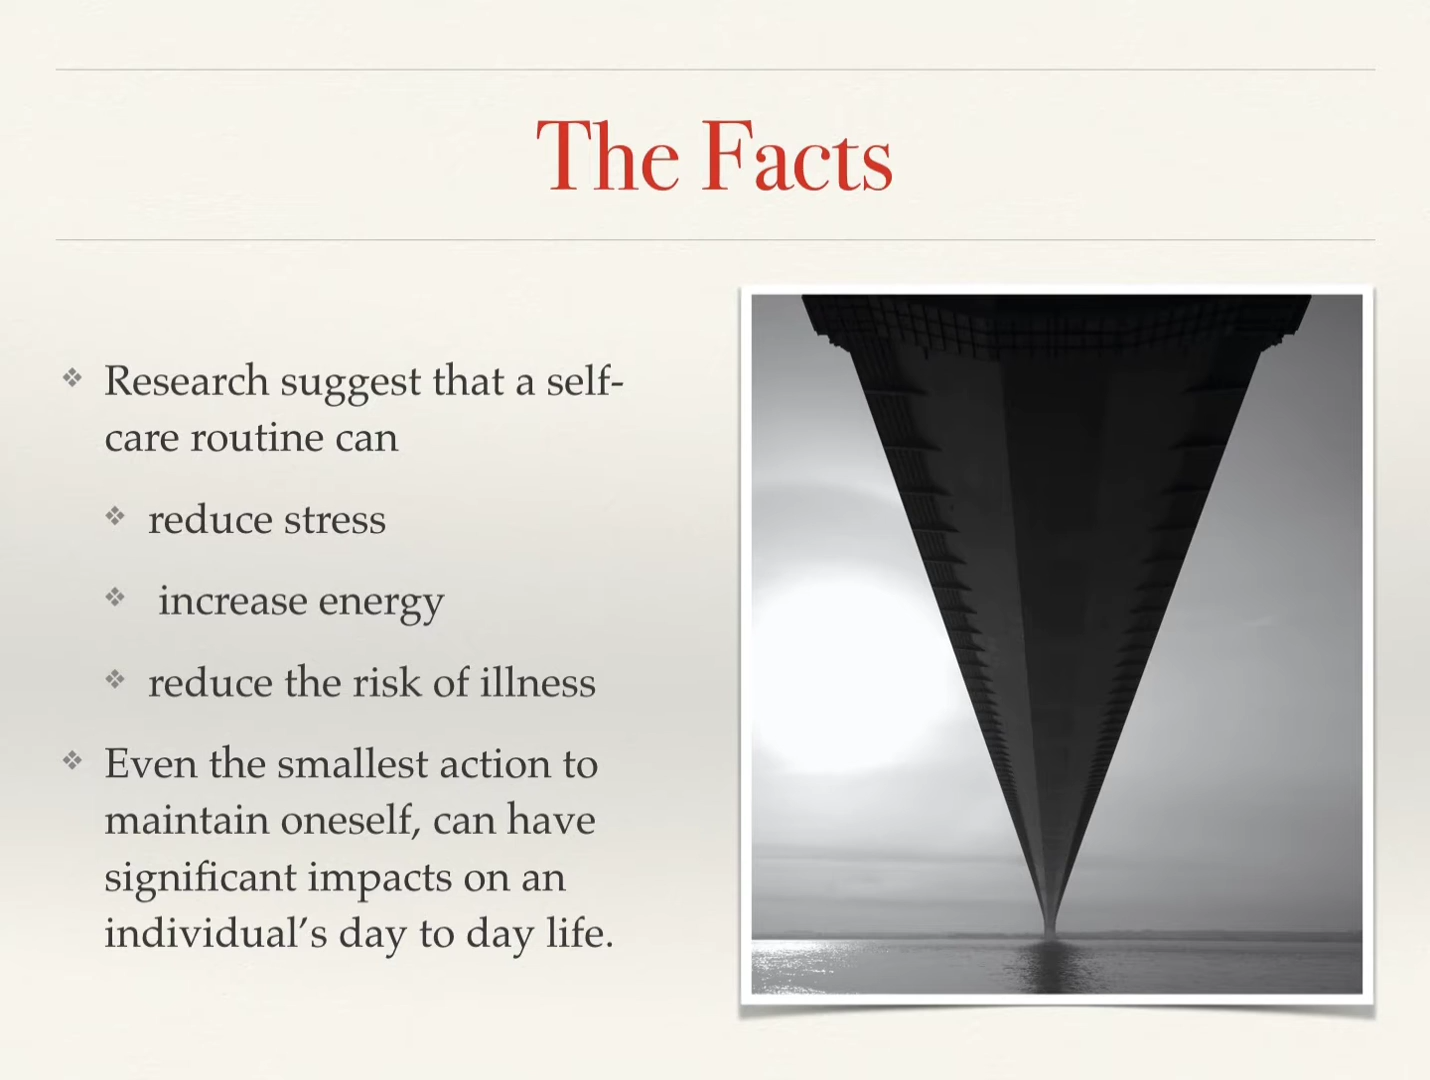 The Facts
Research suggest that a self-
care routine can
reduce stress
increase energy
reduce the risk of illness
Even the smallest action to
maintain oneself, can have
significant impacts on an
individual’s day to day life.